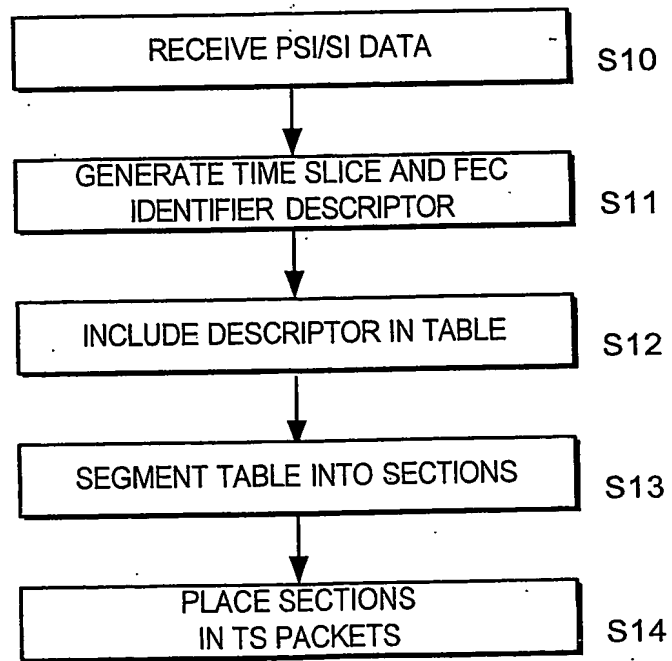 RECEIVE PSI/SI DATA
S10
GENERATE TIME SLICE AND FEC
IDENTIFIER DESCRIPTOR
S11
INCLUDE DESCRIPTOR IN TABLE
S12
SEGMENT TABLE INTO SECTIONS
S13
PLACE SECTIONS
IN TS PACKETS
S14